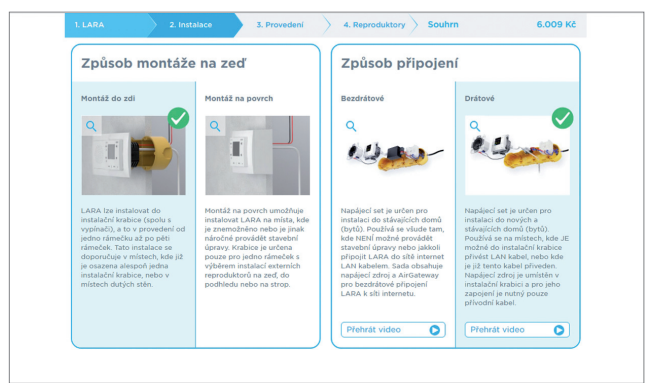 1. LARA
2. Instalace
3. Provedení
4. Reproduktory
Souhrn
6.009 Kč
Způsob montáže na zeď
Montáž do zdi
LARA lze instalovat do
instalační krabice (spolu s
vypínači), a to v provedení od
jedno rámečku až po pěti
rámeček. Tato instalace se
doporučuje v místech, kde již
je osazena alespoň jedna
instalační krabice, nebo v
místech dutých stěn.
Montáž na povrch
Montáž na povrch umožňuje
instalovat LARA na místa, kde
je znemožněno nebo je jinak
náročné provádět stavební
úpravy. Krabice je určena
pouze pro jedno rámeček s
výběrem instalací externích
reproduktorů na zeď, do
podhledu nebo na strop.
Způsob připojení
Bezdrátové
Napájecí set je určen pro
instalaci do stávajících domů
(bytů). Používá se všude tam,
kde NENÍ možné provádět
stavební úpravy nebo jakkoli
připojit LARA do sítě internet
LAN kabelem. Sada obsahuje
napájecí zdroj a AirGateway
pro bezdrátové připojení
LARA k síti internetu.
Přehrát video
Drátové
Napájecí set je určen pro
instalaci do nových a
stávajících domů (bytů).
Používá se na místech, kde JE
možné do instalační krabice
přivést LAN kabel, nebo kde
je již tento kabel přiveden.
Napájecí zdroj je umístěn v
instalační krabici a pro jeho
zapojení je nutný pouze
přívodní kabel.
Přehrát video